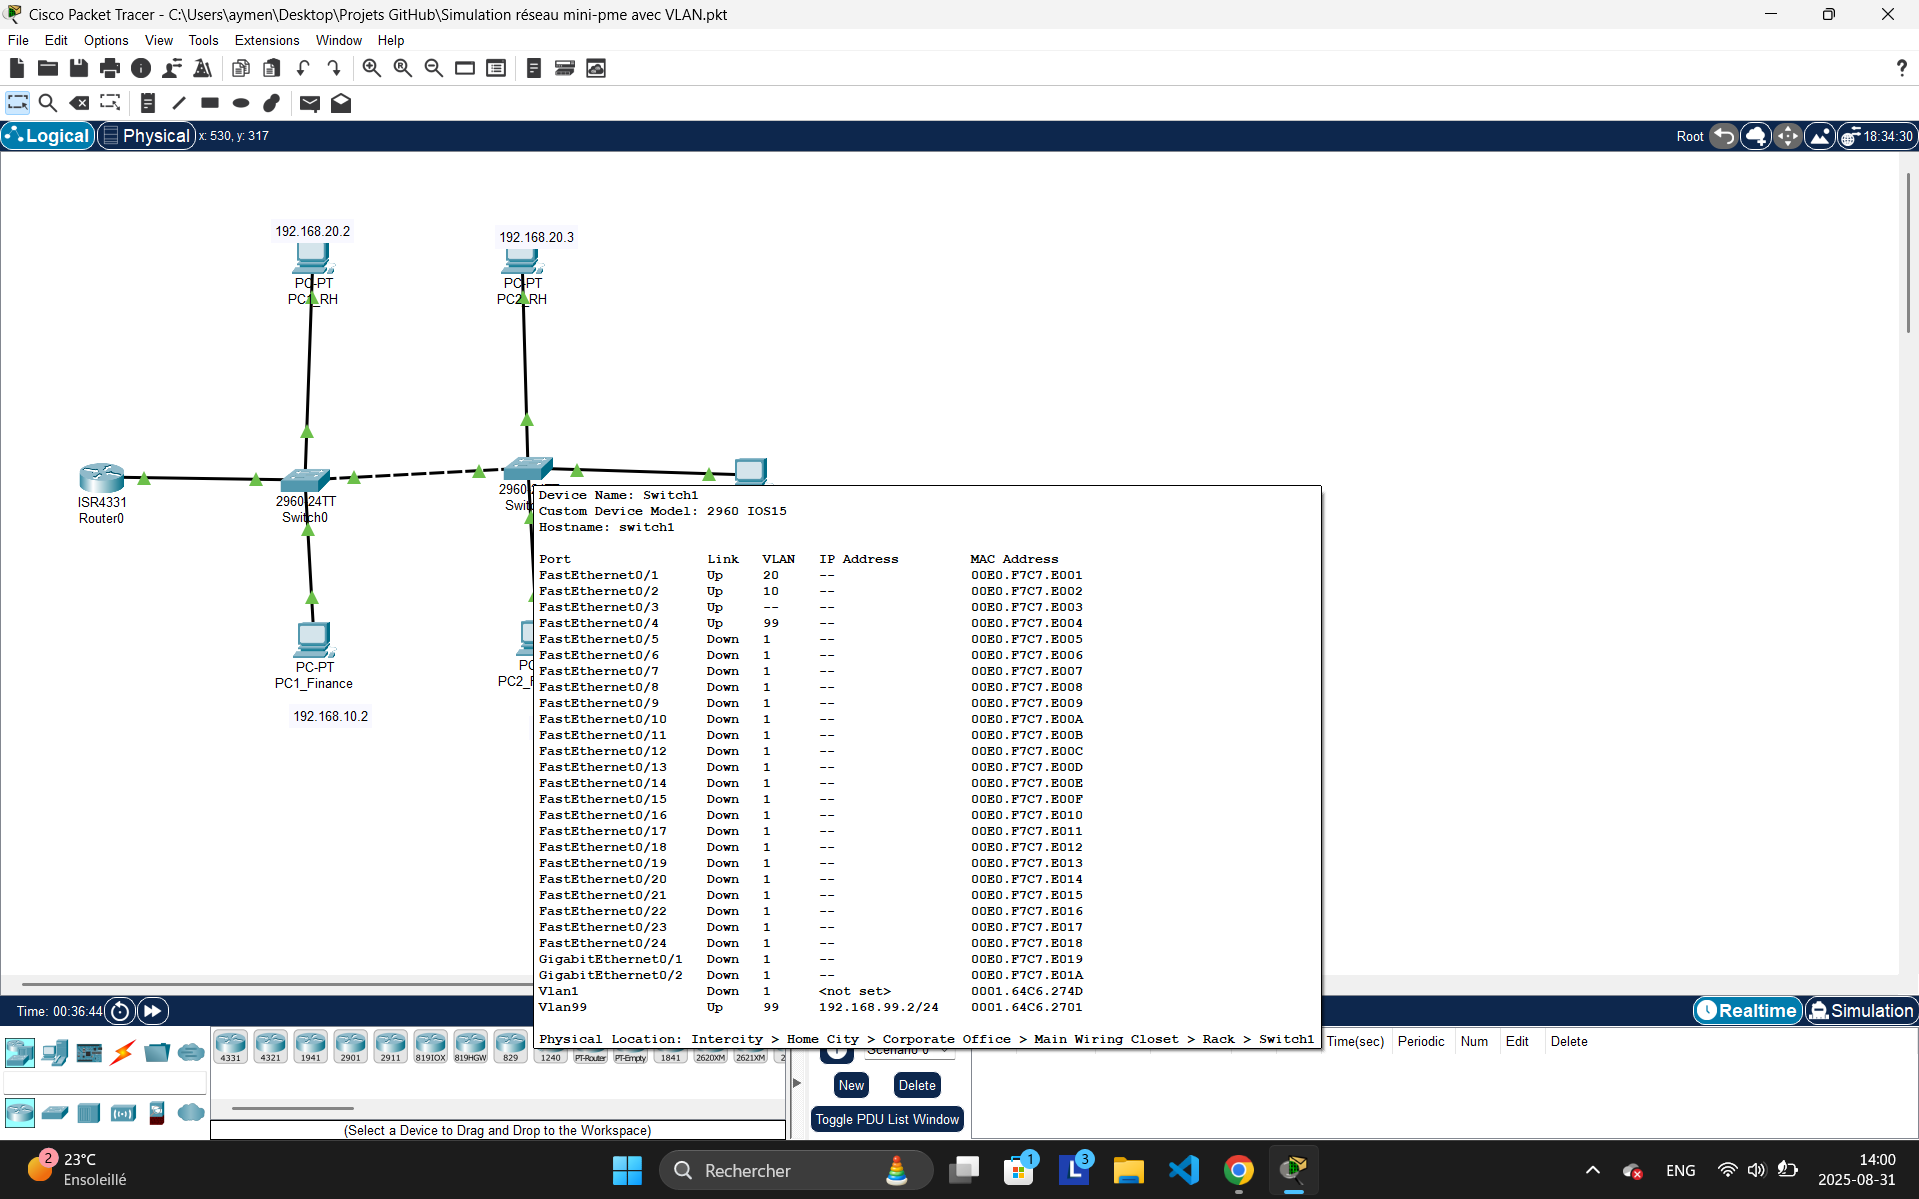 Cisco Packet Tracer - C:\Users\aymen\Desktop\Projets GitHub\Simulation réseau mini-pme avec VLAN.pkt
File Edit Options View Tools Extensions Window Help
?
Logical Physical x: 530, y: 317 Root 18:34:30
192.168.20.2
192.168.20.3
PC-PT
PC1_RH
PC-PT
PC2_RH
ISR4331
Router0
2960-24TT
Switch0
2960
PC-PT
PC1_Finance
192.168.10.2
PC
PC2_F
Device Name: Switch1
Custom Device Model: 2960 IOS15
Hostname: switch1
Port Link VLAN IP Address MAC Address
FastEthernet0/1 Up 20 -- 00E0.F7C7.E001
FastEthernet0/2 Up 10 -- 00E0.F7C7.E002
FastEthernet0/3 Up -- -- 00E0.F7C7.E003
FastEthernet0/4 Up 99 -- 00E0.F7C7.E004
FastEthernet0/5 Down 1 -- 00E0.F7C7.E005
FastEthernet0/6 Down 1 -- 00E0.F7C7.E006
FastEthernet0/7 Down 1 -- 00E0.F7C7.E007
FastEthernet0/8 Down 1 -- 00E0.F7C7.E008
FastEthernet0/9 Down 1 -- 00E0.F7C7.E009
FastEthernet0/10 Down 1 -- 00E0.F7C7.E00A
FastEthernet0/11 Down 1 -- 00E0.F7C7.E00B
FastEthernet0/12 Down 1 -- 00E0.F7C7.E00C
FastEthernet0/13 Down 1 -- 00E0.F7C7.E00D
FastEthernet0/14 Down 1 -- 00E0.F7C7.E00E
FastEthernet0/15 Down 1 -- 00E0.F7C7.E00F
FastEthernet0/16 Down 1 -- 00E0.F7C7.E010
FastEthernet0/17 Down 1 -- 00E0.F7C7.E011
FastEthernet0/18 Down 1 -- 00E0.F7C7.E012
FastEthernet0/19 Down 1 -- 00E0.F7C7.E013
FastEthernet0/20 Down 1 -- 00E0.F7C7.E014
FastEthernet0/21 Down 1 -- 00E0.F7C7.E015
FastEthernet0/22 Down 1 -- 00E0.F7C7.E016
FastEthernet0/23 Down 1 -- 00E0.F7C7.E017
FastEthernet0/24 Down 1 -- 00E0.F7C7.E018
GigabitEthernet0/1 Down 1 -- 00E0.F7C7.E019
GigabitEthernet0/2 Down 1 -- 00E0.F7C7.E01A
Vlan1 Down 1 <not set> 0001.64C6.274D
Vlan99 Up 99 192.168.99.2/24 0001.64C6.2701
Physical Location: Intercity > Home City > Corporate Office > Main Wiring Closet > Rack > Switch1
Time: 00:36:44 Realtime Simulation
4331 4321 1941 2901 2911 819IOX 819HGW 829 1240 PT-Router PT-Empty 1841 2620XM 2621XM 2
Scenario 0
Time(sec) Periodic Num Edit Delete
New Delete
Toggle PDU List Window
(Select a Device to Drag and Drop to the Workspace)
2 23°C
Ensoleillé
Rechercher
1
L 3
ENG
14:00
2025-08-31